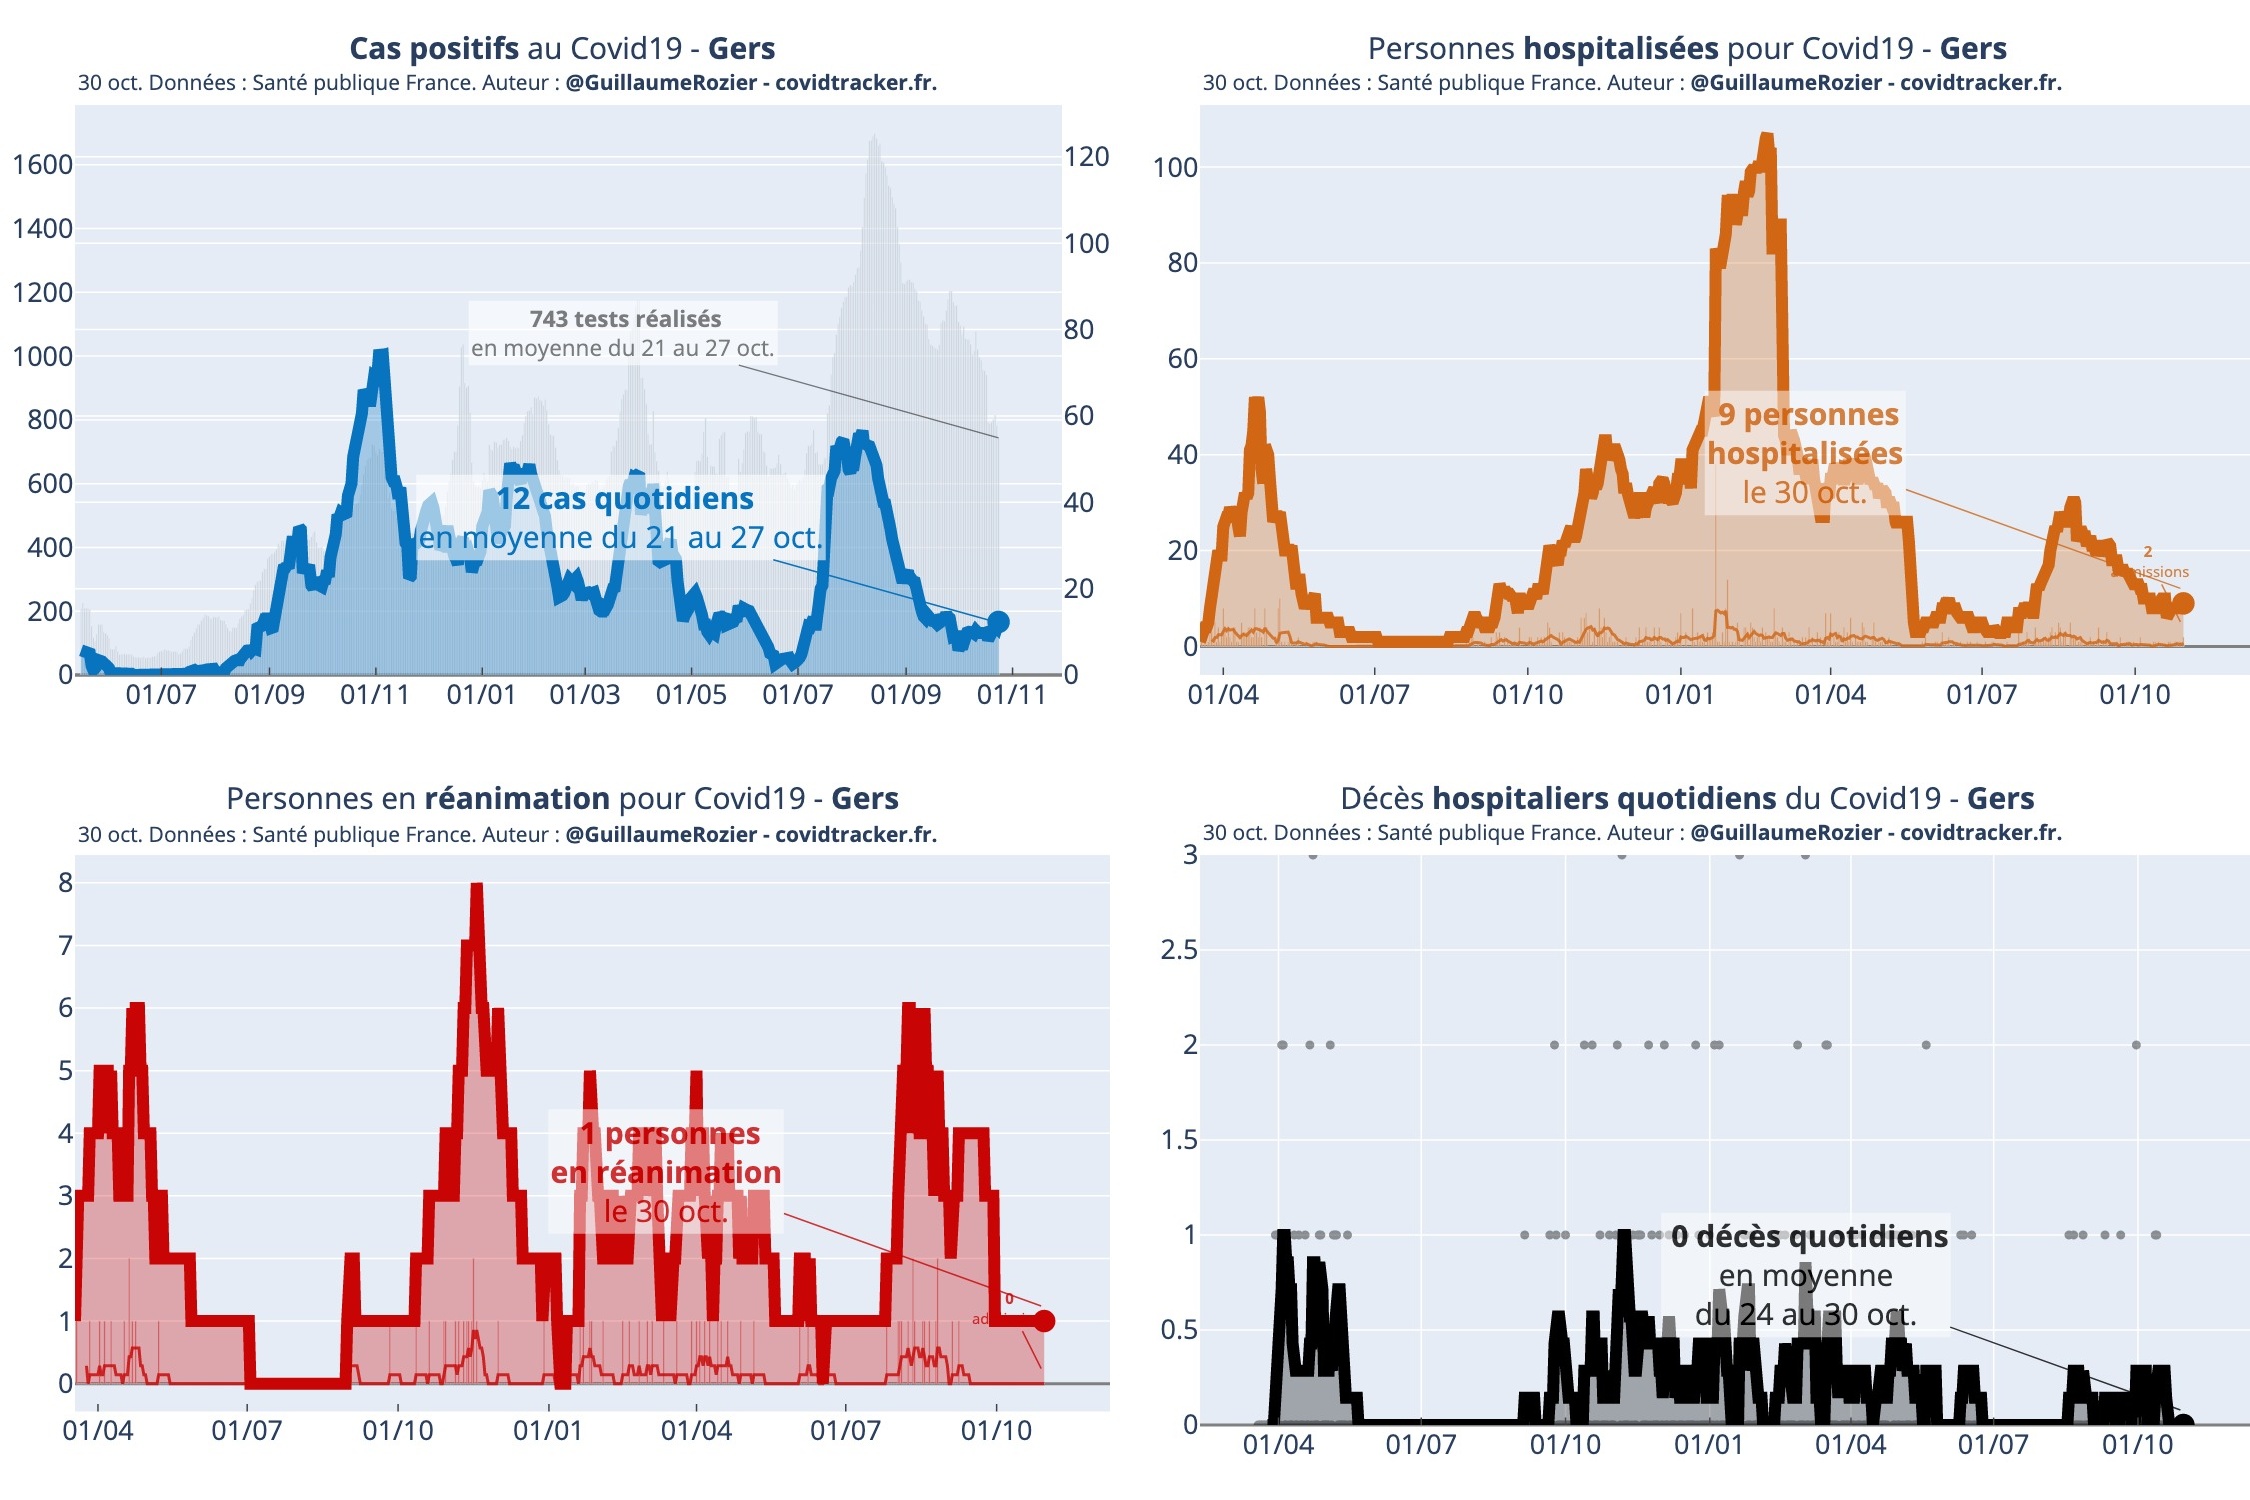 Cas positifs au Covid19 - Gers
30 oct. Données : Santé publique France. Auteur : @GuillaumeRozier - covidtracker.fr.
1600
1400
1200
1000
800
600
400
200
0
120
100
80
60
40
20
0
743 tests réalisés
en moyenne du 21 au 27 oct.
12 cas quotidiens
en moyenne du 21 au 27 oct.
01/07 01/09 01/11 01/01 01/03 01/05 01/07 01/09 01/11
Personnes hospitalisées pour Covid19 - Gers
30 oct. Données : Santé publique France. Auteur : @GuillaumeRozier - covidtracker.fr.
100
80
60
40
20
0
9 personnes
hospitalisées
le 30 oct.
2
01/04 01/07 01/10 01/01 01/04 01/07 01/10
Personnes en réanimation pour Covid19 - Gers
30 oct. Données : Santé publique France. Auteur : @GuillaumeRozier - covidtracker.fr.
8
7
6
5
4
3
2
1
0
1 personnes
en réanimation
le 30 oct.
0
01/04 01/07 01/10 01/01 01/04 01/07 01/10
Décès hospitaliers quotidiens du Covid19 - Gers
30 oct. Données : Santé publique France. Auteur : @GuillaumeRozier - covidtracker.fr.
3
2.5
2
1.5
1
0.5
0
0 décès quotidiens
en moyenne
du 24 au 30 oct.
01/04 01/07 01/10 01/01 01/04 01/07 01/10